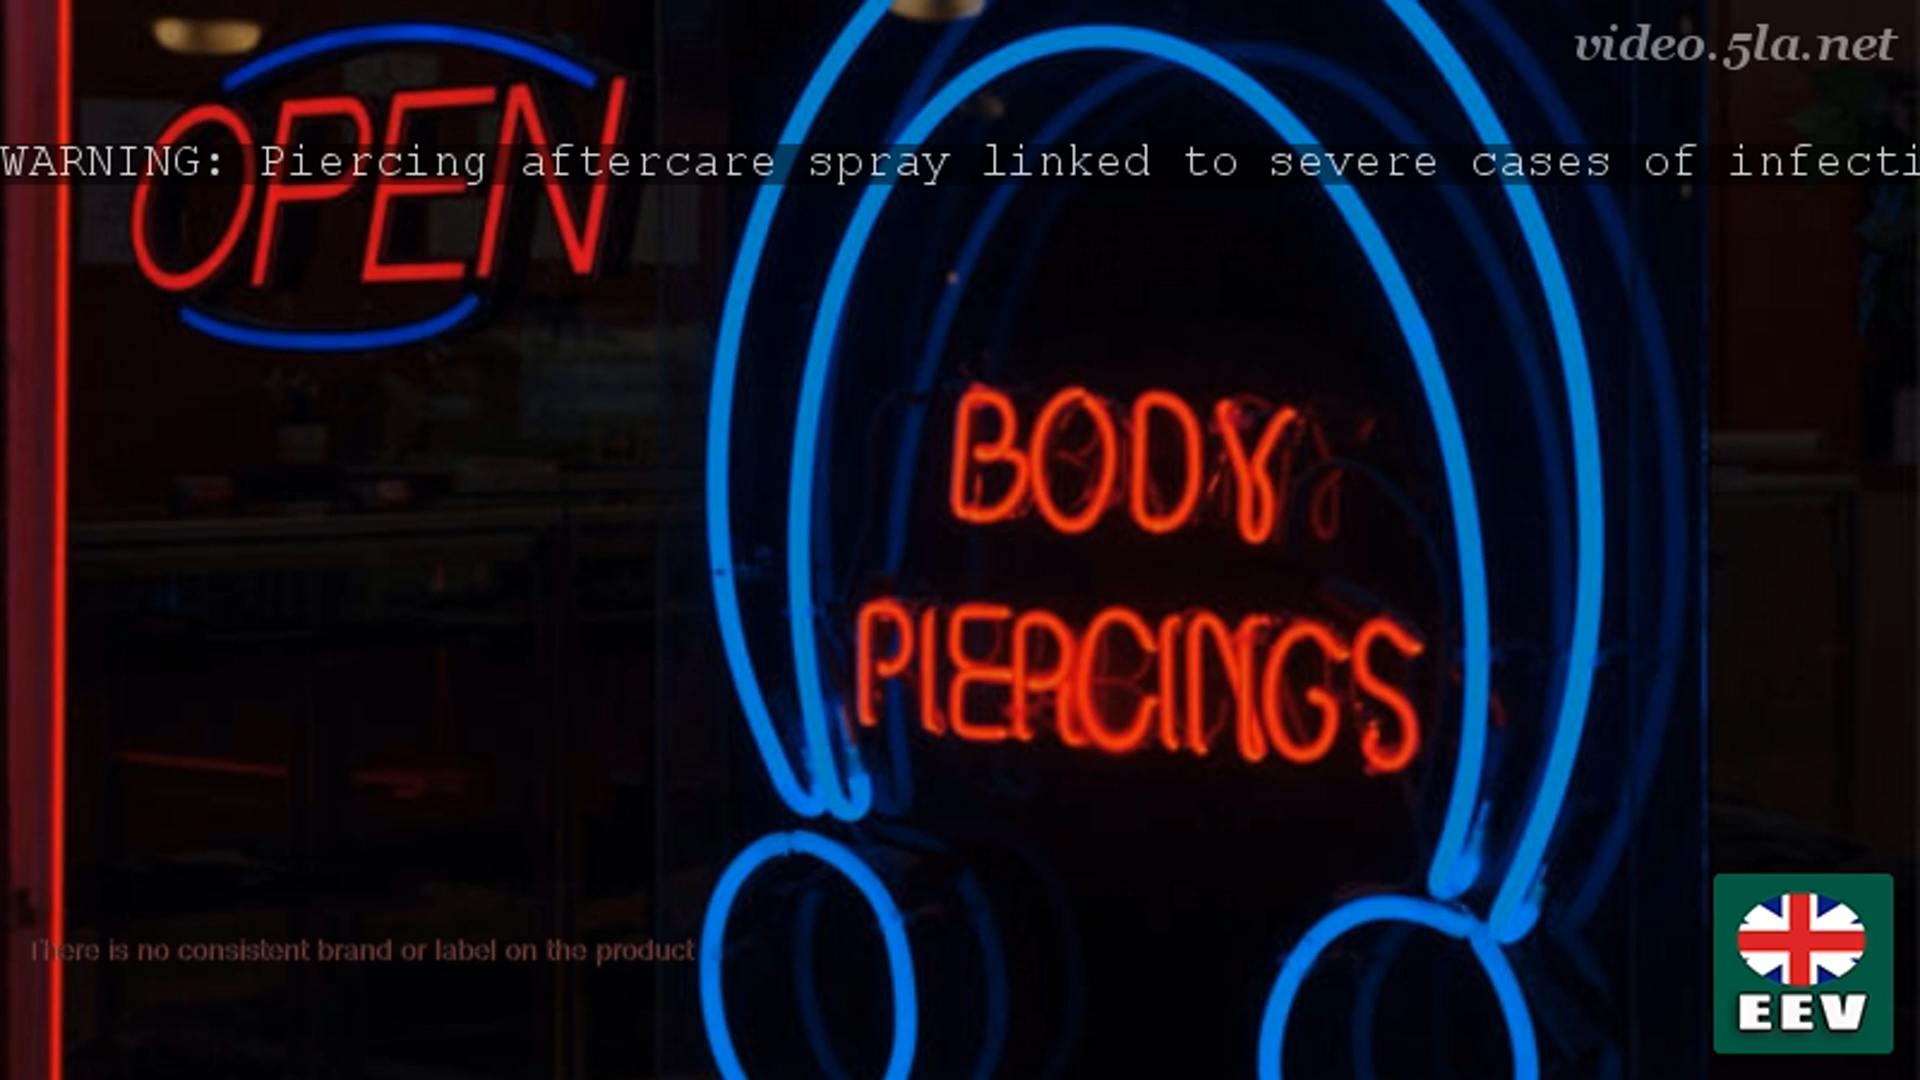 video.5la.net
OPEN
WARNING: Piercing aftercare spray linked to severe cases of infecti
BODY
PIERCINGS
There is no consistent brand or label on the product
EEV